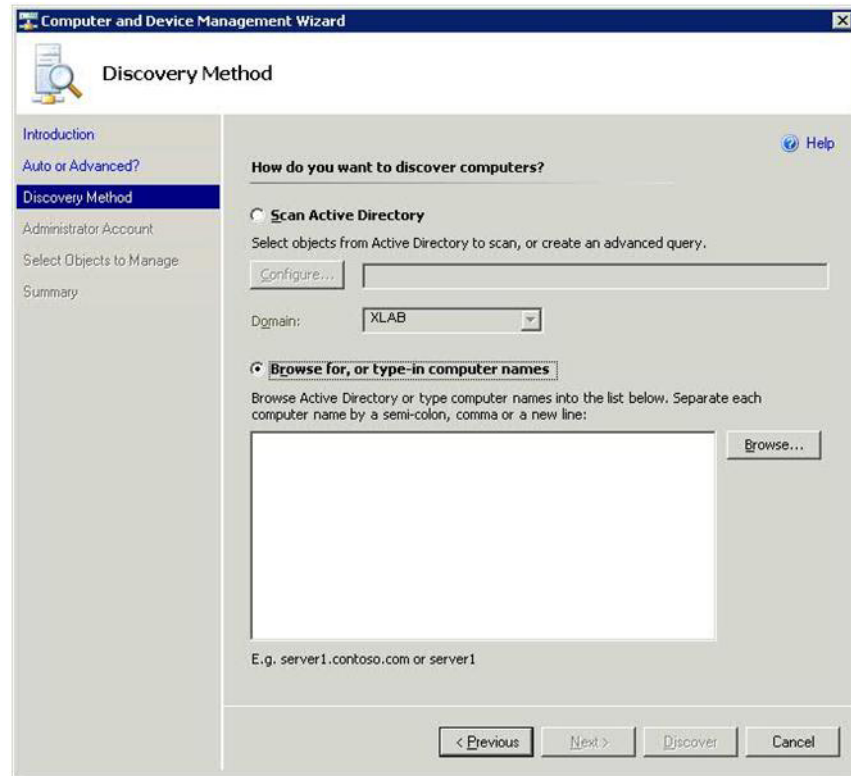 Computer and Device Management Wizard
Discovery Method
Introduction
Auto or Advanced?
Discovery Method
Administrator Account
Select Objects to Manage
Summary
Help
How do you want to discover computers?
Scan Active Directory
Select objects from Active Directory to scan, or create an advanced query.
Configure...
Domain:
XLAB
Browse for, or type-in computer names
Browse Active Directory or type computer names into the list below. Separate each
computer name by a semi-colon, comma or a new line:
Browse...
E.g. server1.contoso.com or server1
< Previous
Next >
Discover
Cancel